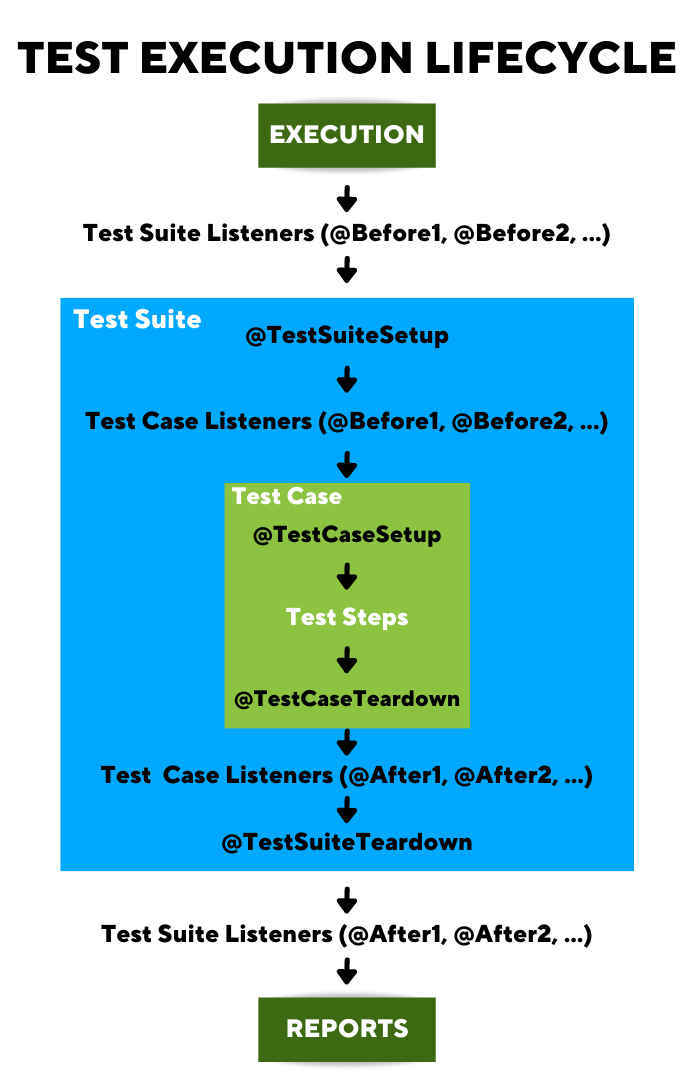 TEST EXECUTION LIFECYCLE
EXECUTION
Test Suite Listeners (@Before1, @Before2, ...)
Test Suite
@TestSuiteSetup
Test Case Listeners (@Before1, @Before2, ...)
Test Case
@TestCaseSetup
Test Steps
@TestCaseTeardown
Test  Case Listeners (@After1, @After2, ...)
@TestSuiteTeardown
Test Suite Listeners (@After1, @After2, ...)
REPORTS